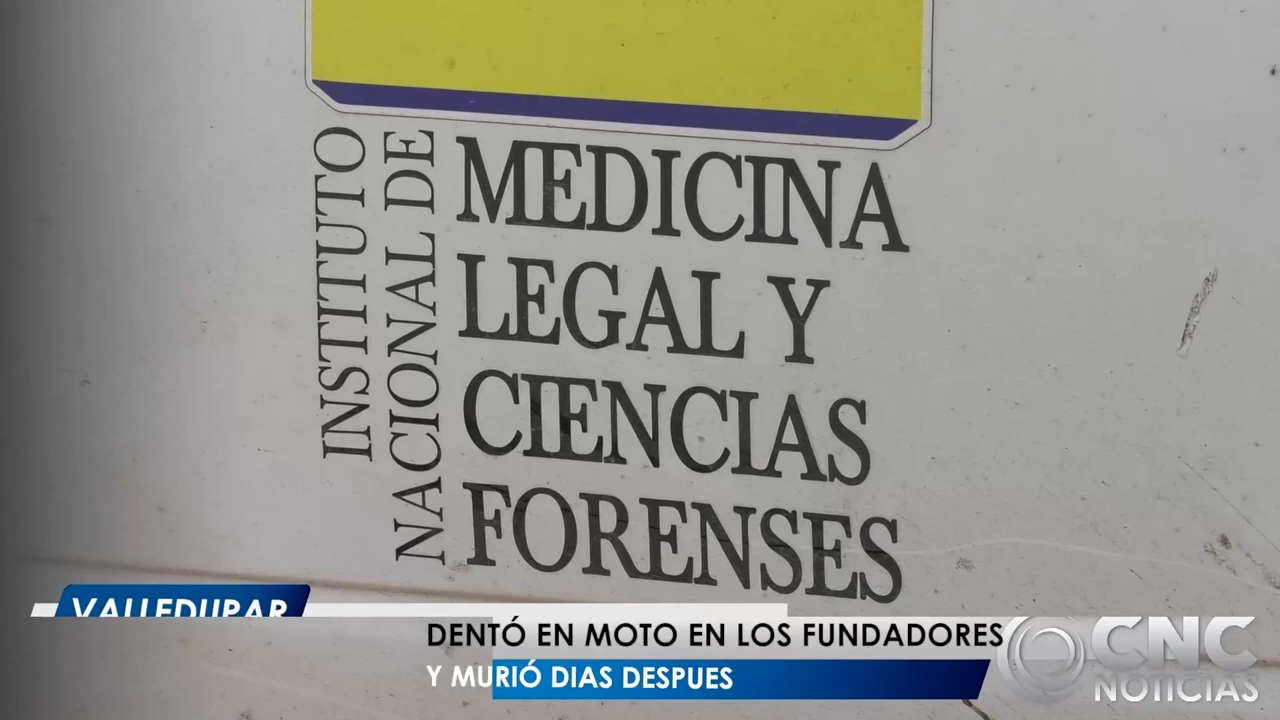 INSTITUTO
NACIONAL DE
MEDICINA
LEGAL Y
CIENCIAS
FORENSES
VALLEDUPAR
DENTÓ EN MOTO EN LOS FUNDADORES
Y MURIÓ DIAS DESPUES
CNC
NOTICIAS